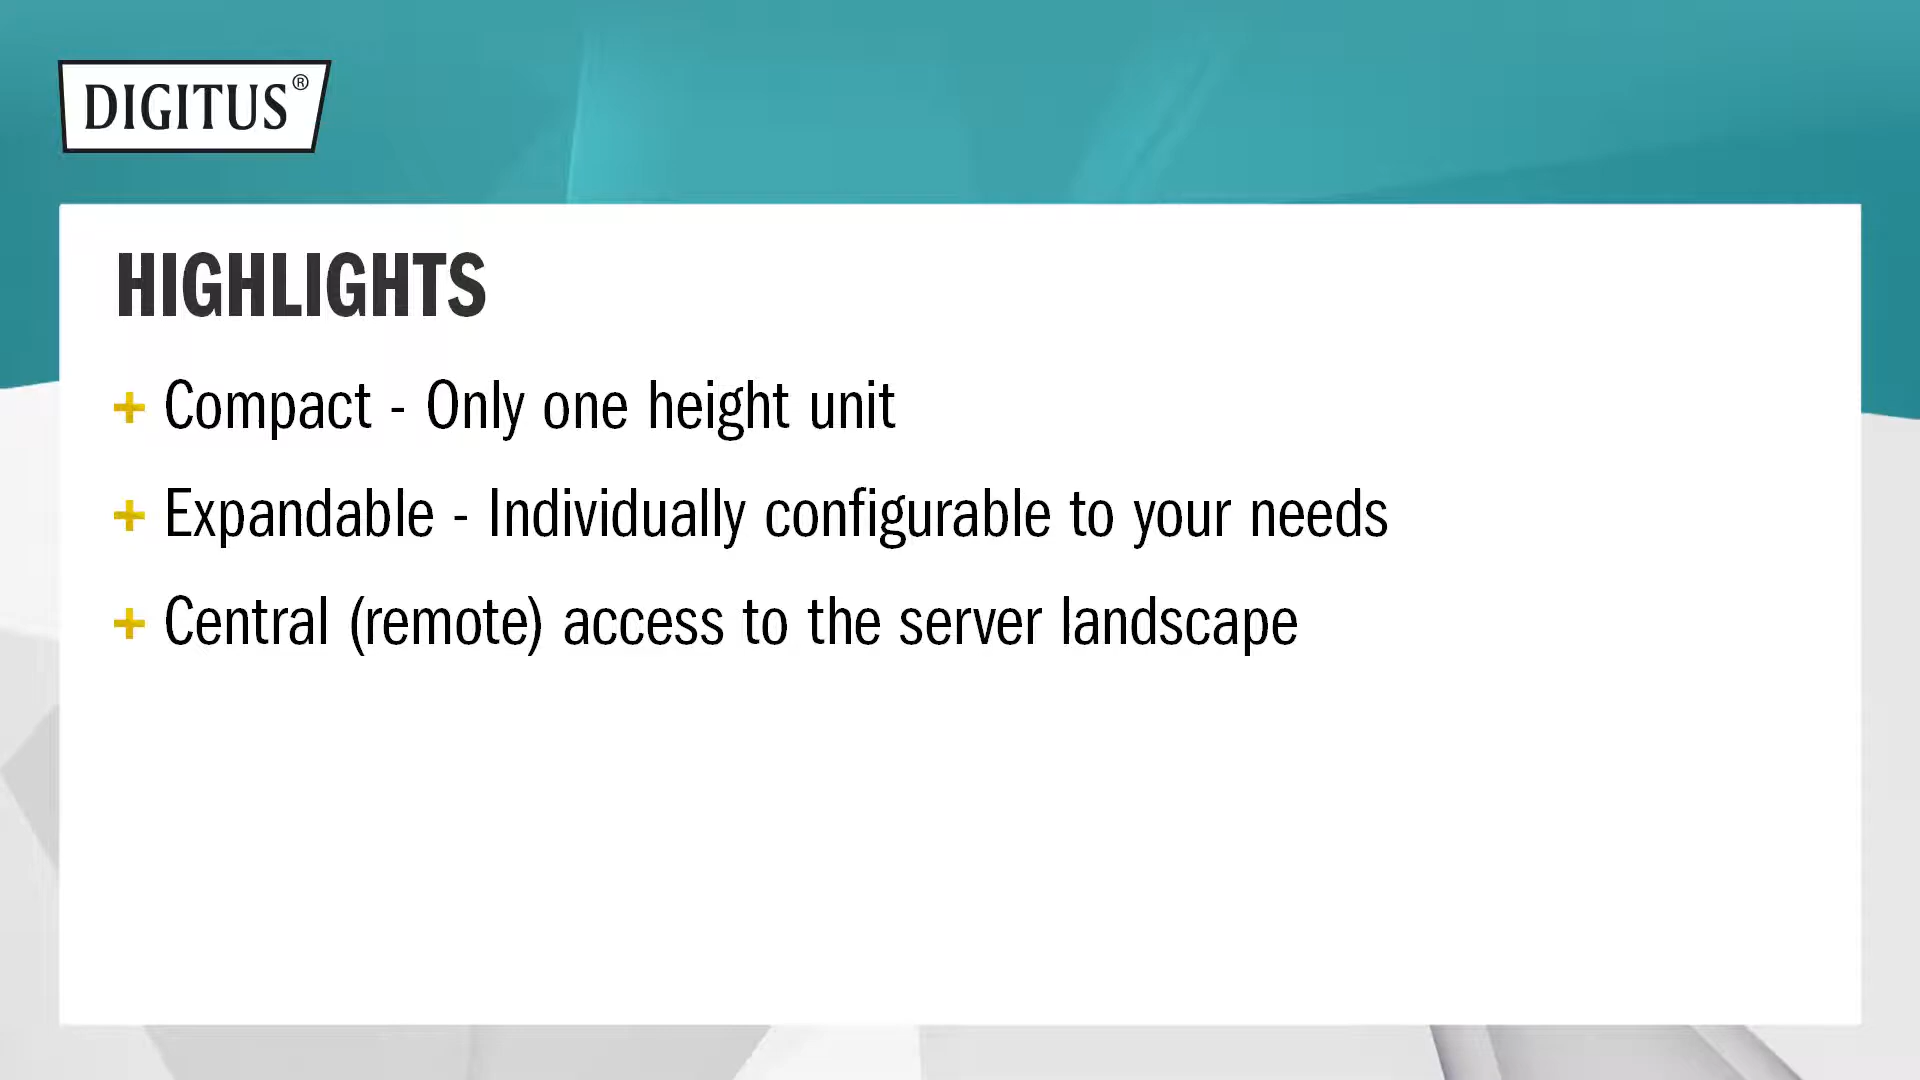 DIGITUS®
HIGHLIGHTS
+ Compact - Only one height unit
+ Expandable - Individually configurable to your needs
+ Central (remote) access to the server landscape